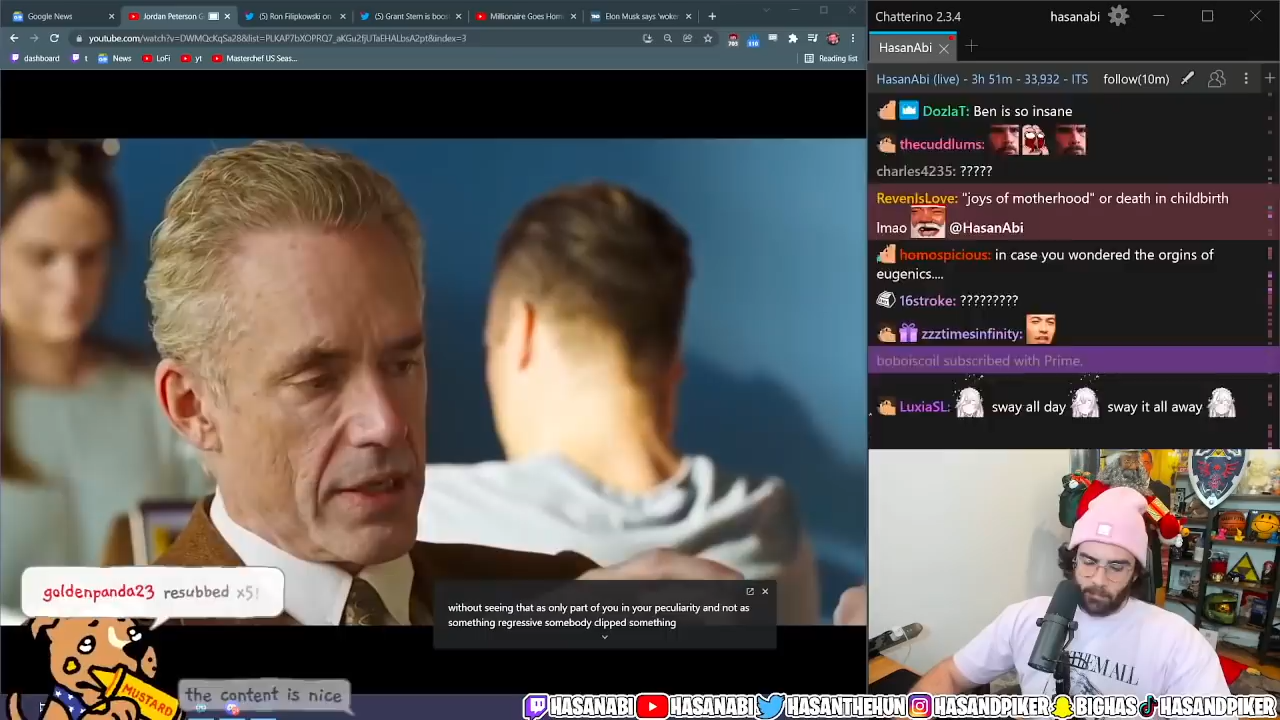 Google News
Jordan Peterson G
(5) Ron Filipkowski on
(5) Grant Stern is boos
Millionaire Goes Hom
Elon Musk says 'woke
youtube.com/watch?v=DWMQcKqSa28&list=PLKAP7bXOPRQ7_aKGu2fjUTaEHALbsA2pt&index=3
dashboard
t
News
LoFi
yt
Masterchef US Seas...
Reading list
Chatterino 2.3.4
hasanabi
HasanAbi
HasanAbi (live) - 3h 51m - 33,932 - ITS
follow(10m)
DozlaT: Ben is so insane
thecuddlums:
charles4235: ?????
RevenIsLove: "joys of motherhood" or death in childbirth
lmao @HasanAbi
homospicious: in case you wondered the orgins of
eugenics....
16stroke: ?????????
zzztimesinfinity:
boboiscoil subscribed with Prime.
LuxiaSL: sway all day sway it all away
goldenpanda23 resubbed x5!
without seeing that as only part of you in your peculiarity and not as
something regressive somebody clipped something
MUSTARD
the content is nice
HASANABI HASANABI HASANTHEHUN HASANDPIKER BIGHAS HASANDPIKER